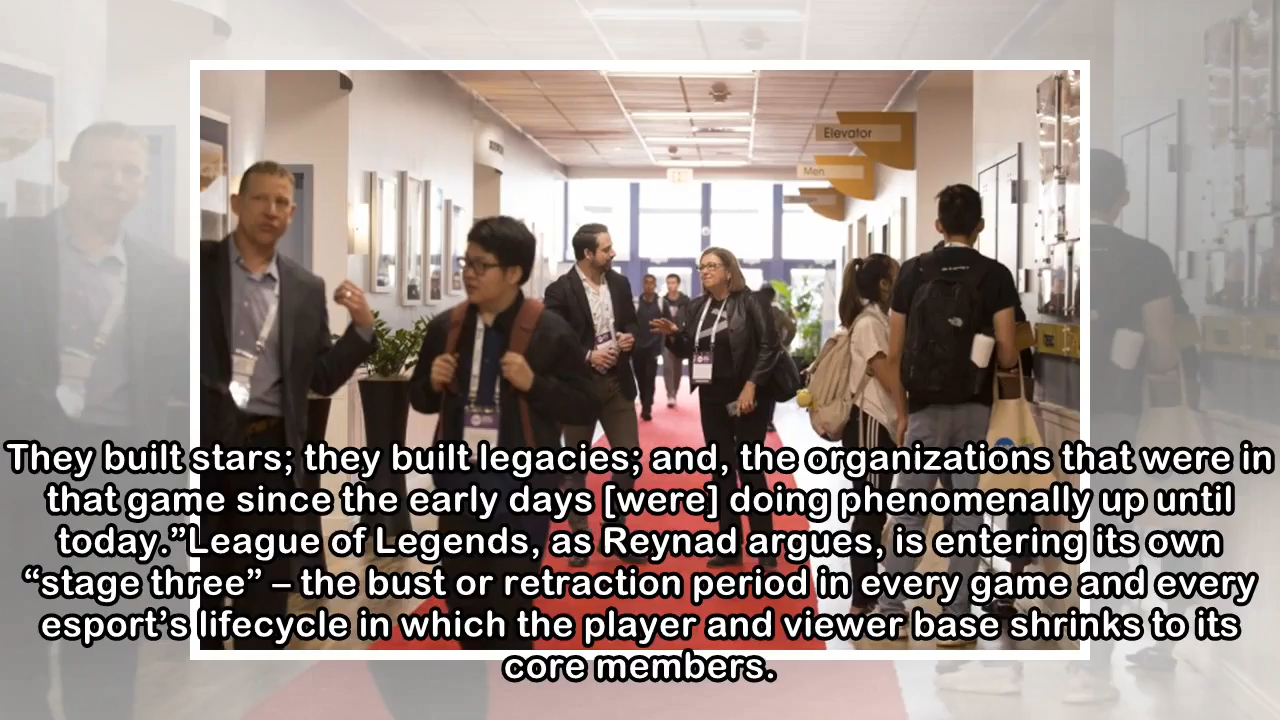 Elevator
Men
They built stars; they built legacies; and, the organizations that were in
that game since the early days [were] doing phenomenally up until
today.”League of Legends, as Reynad argues, is entering its own
“stage three” – the bust or retraction period in every game and every
esport’s lifecycle in which the player and viewer base shrinks to its
core members.